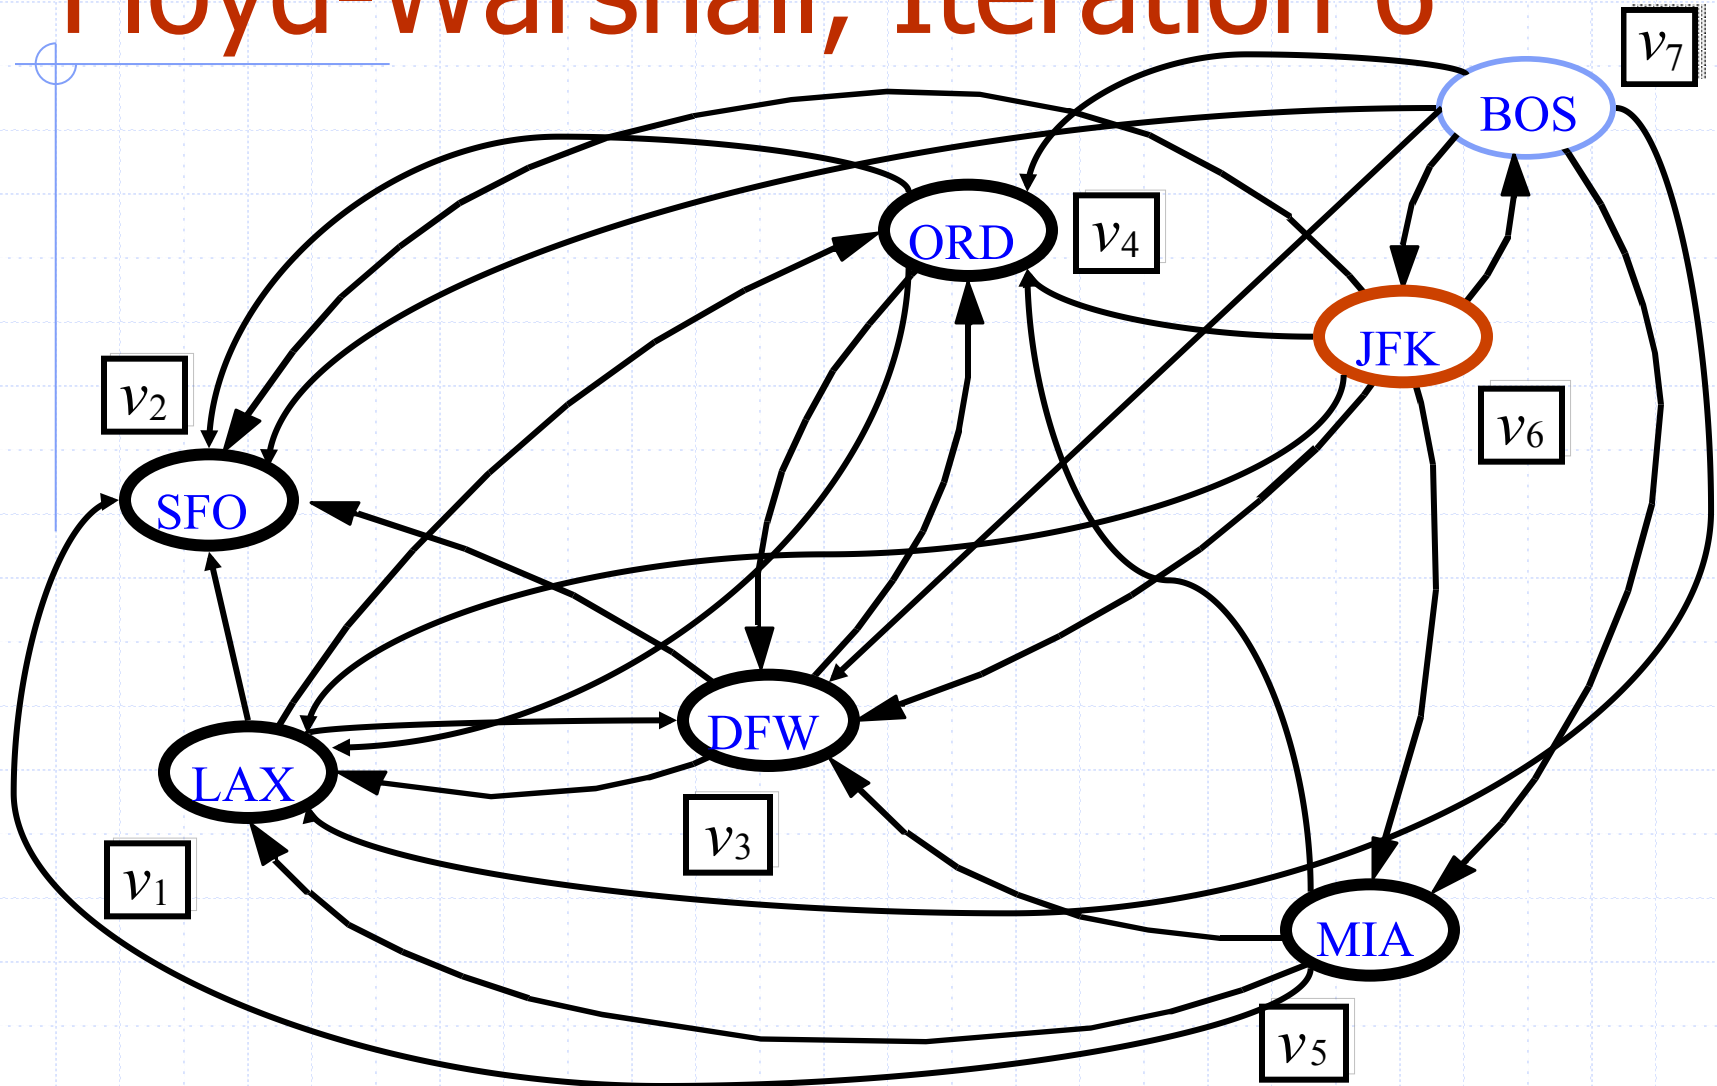 Floyd-Warshall, Iteration 6
v7
BOS
ORD
v4
JFK
v2
v6
SFO
DFW
LAX
v3
v1
MIA
v5